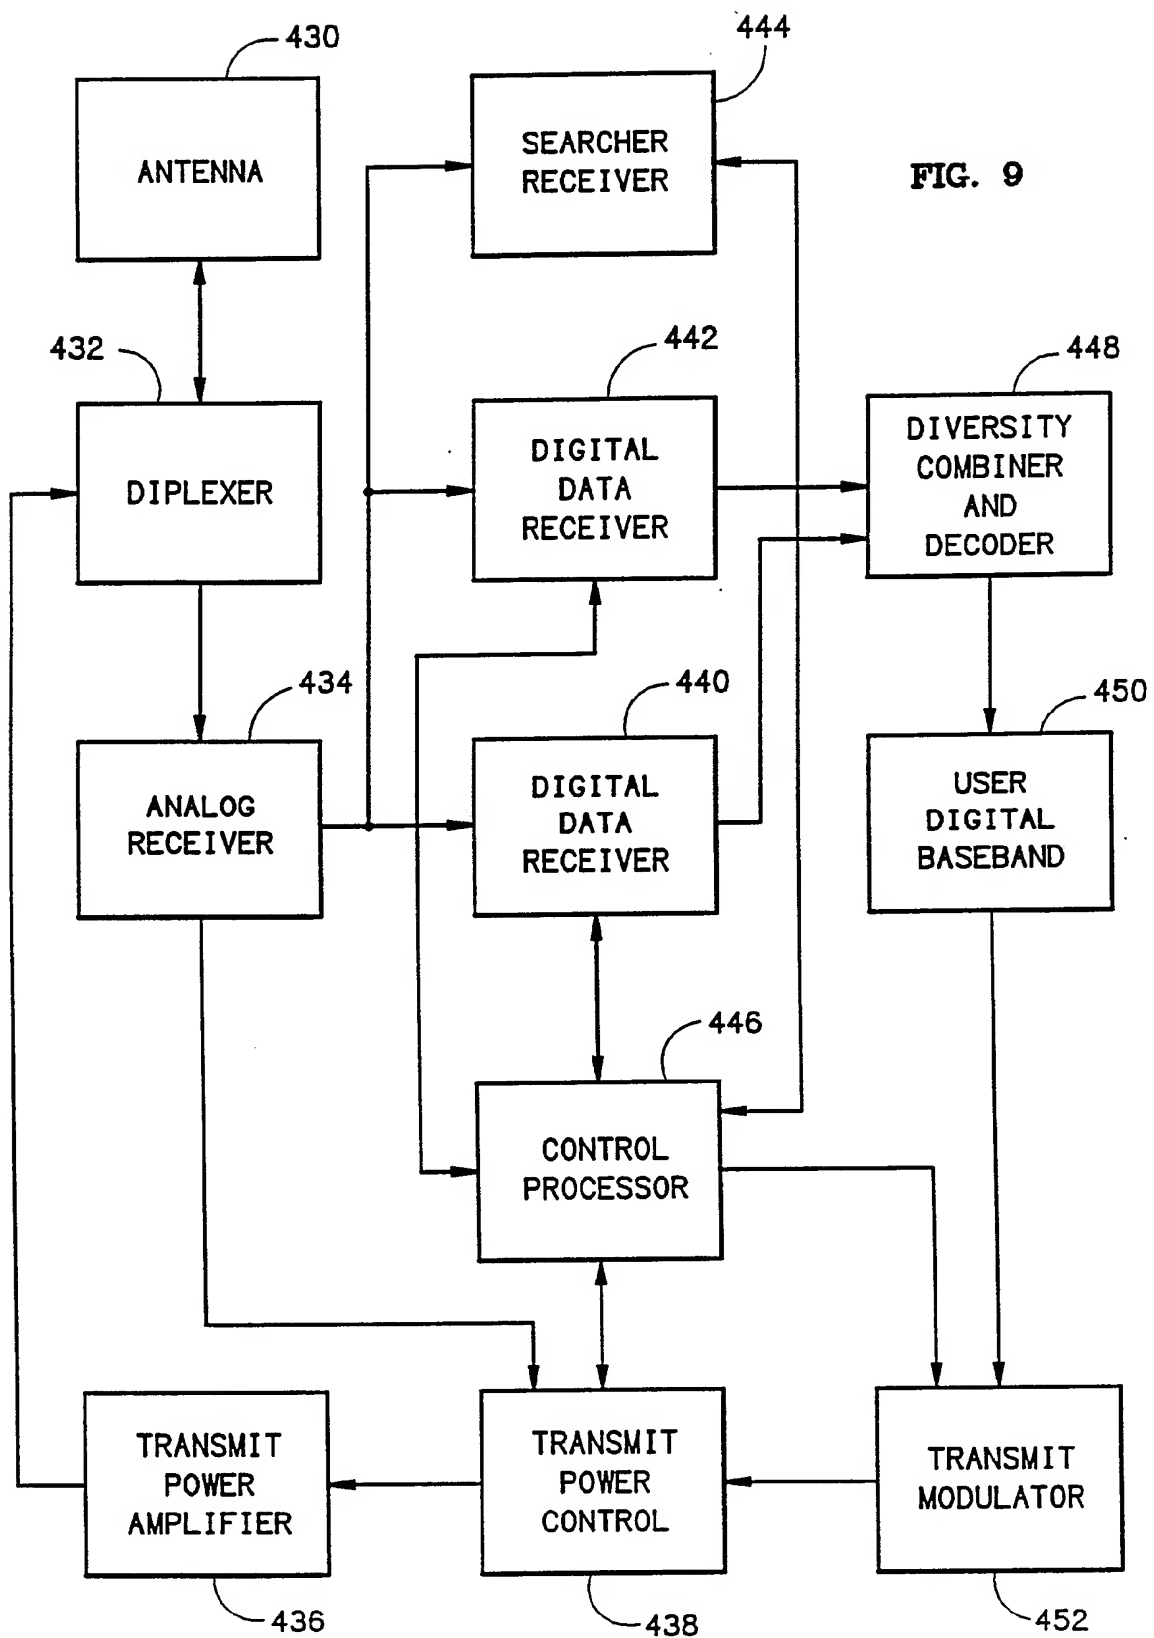 430
444
ANTENNA
SEARCHER
RECEIVER
FIG. 9
432
442
448
DIPLEXER
DIGITAL
DATA
RECEIVER
DIVERSITY
COMBINER
AND
DECODER
434
440
450
ANALOG
RECEIVER
DIGITAL
DATA
RECEIVER
USER
DIGITAL
BASEBAND
446
CONTROL
PROCESSOR
TRANSMIT
POWER
AMPLIFIER
TRANSMIT
POWER
CONTROL
TRANSMIT
MODULATOR
436
438
452